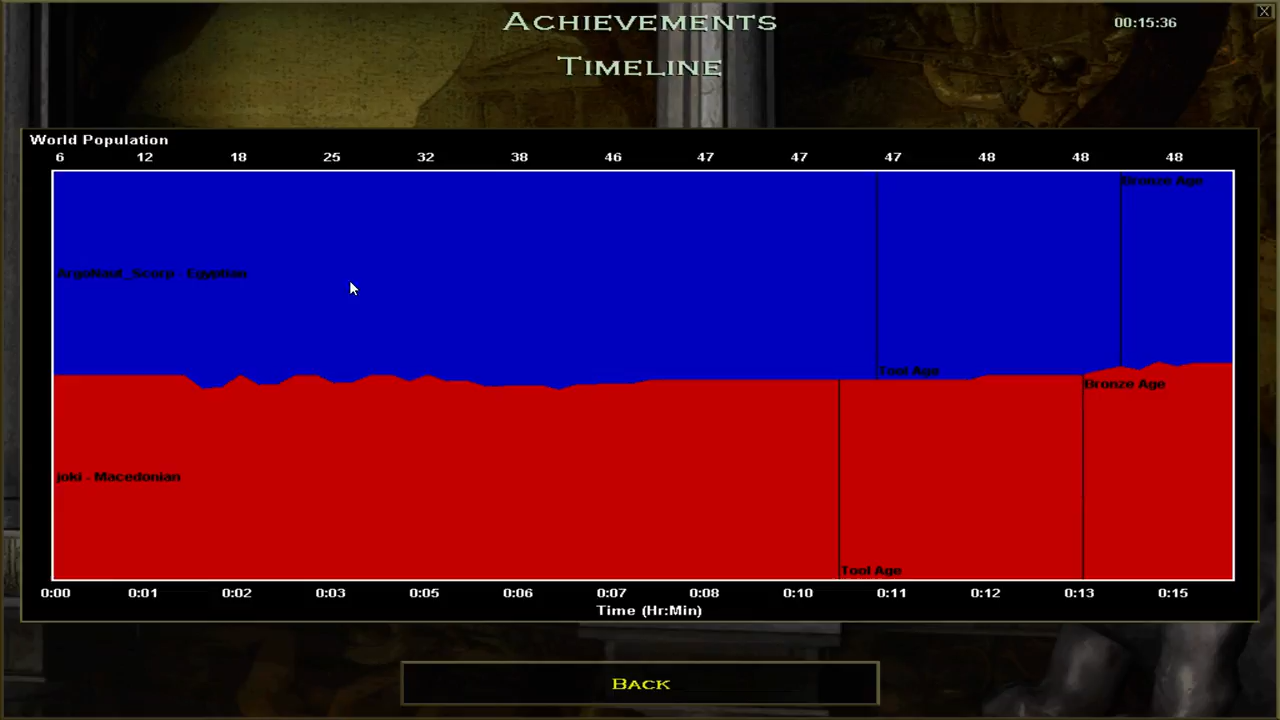 Achievements
00:15:36
Timeline
World Population
6 12 18 25 32 38 46 47 47 47 48 48 48
Bronze Age
ArgoNaut_Scorp - Egyptian
Tool Age
Bronze Age
joki - Macedonian
Tool Age
0:00 0:01 0:02 0:03 0:05 0:06 0:07 0:08 0:10 0:11 0:12 0:13 0:15
Time (Hr:Min)
Back